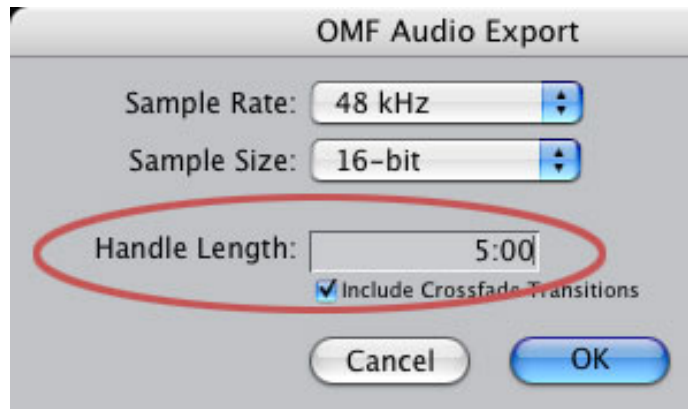 OMF Audio Export
Sample Rate: 48 kHz
Sample Size: 16-bit
Handle Length: 5:00
Include Crossfade Transitions
Cancel OK